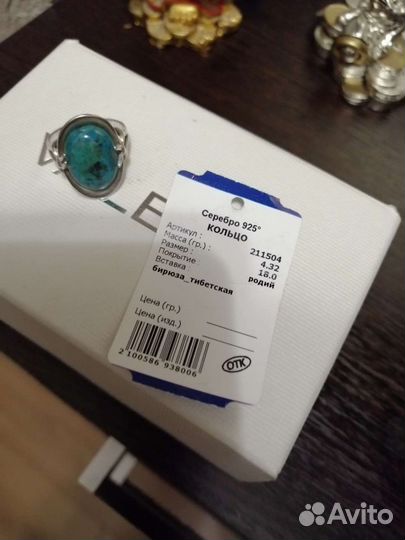 Серебро 925°
КОЛЬЦО
Артикул : 211504
Масса (гр.) : 4.32
Размер : 18.0
Покрытие родий
Вставка
бирюза_тибетская
Цена (гр.)
Цена (изд.)
2 100586 938006
ОТК
Avito